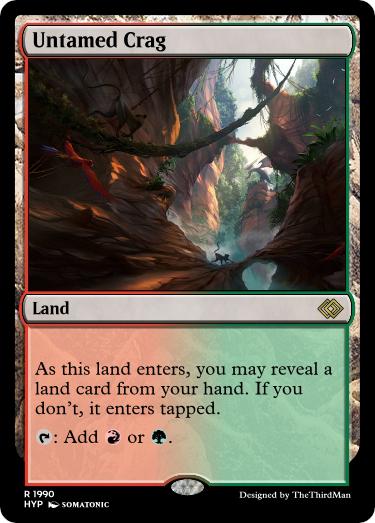 Untamed Crag
Land
As this land enters, you may reveal a
land card from your hand. If you
don't, it enters tapped.
: Add or .
R 1990
HYP SOMATONIC
Designed by TheThirdMan